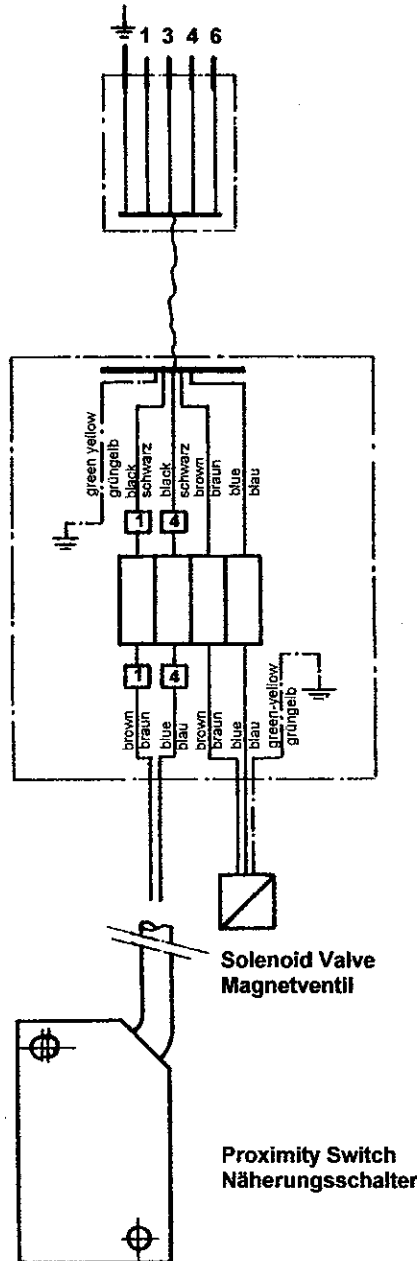 1 3 4 6
green yellow
grüngelb
black
schwarz
black
schwarz
brown
braun
blue
blau
1 4
1 4
brown
braun
blue
blau
brown
braun
blue
blau
green-yellow
grüngelb
Solenoid Valve
Magnetventil
Proximity Switch
Näherungsschalter